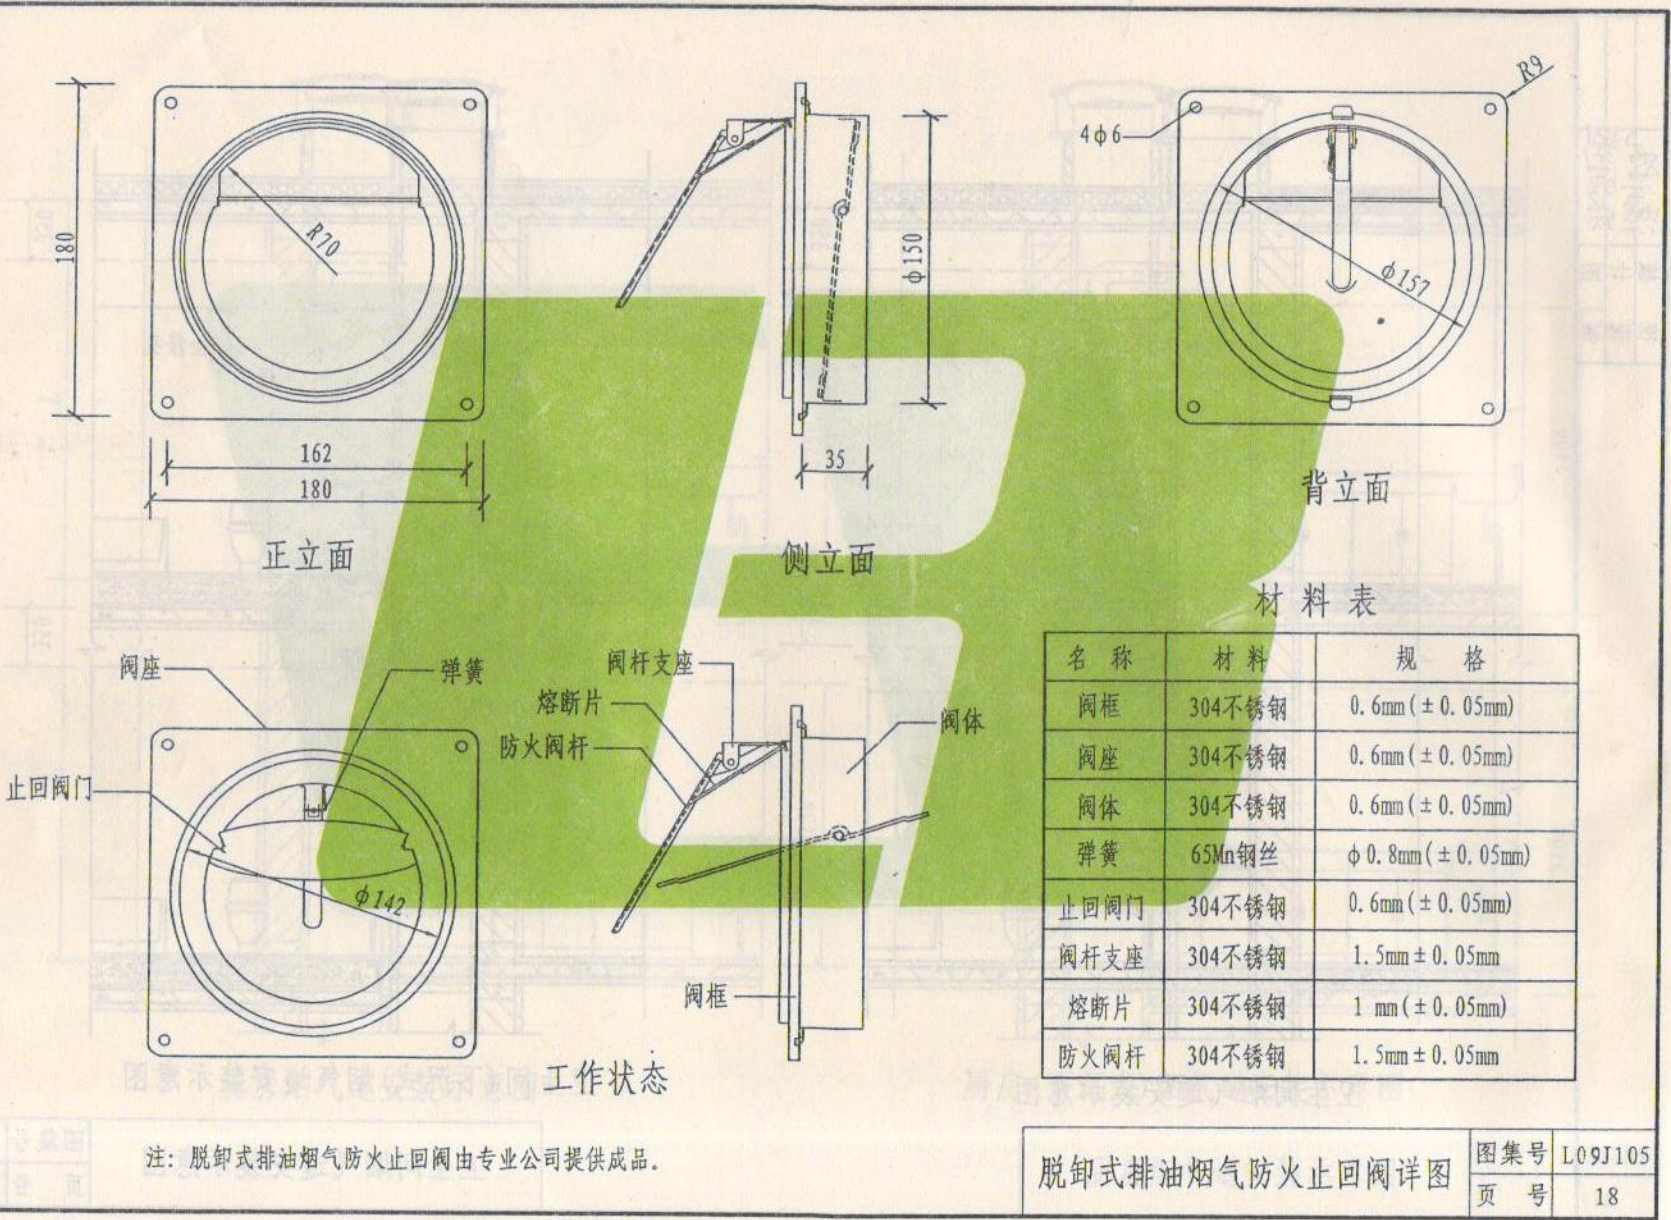 180
R70
162
180
正立面
φ150
35
侧立面
R9
4φ6
φ157
背立面
阀座
弹簧
止回阀门
φ142
阀杆支座
熔断片
防火阀杆
阀体
阀框
工作状态
材料表
名称 材料 规格
阀框 304不锈钢 0.6mm(±0.05mm)
阀座 304不锈钢 0.6mm(±0.05mm)
阀体 304不锈钢 0.6mm(±0.05mm)
弹簧 65Mn钢丝 φ0.8mm(±0.05mm)
止回阀门 304不锈钢 0.6mm(±0.05mm)
阀杆支座 304不锈钢 1.5mm±0.05mm
熔断片 304不锈钢 1 mm(±0.05mm)
防火阀杆 304不锈钢 1.5mm±0.05mm
注: 脱卸式排油烟气防火止回阀由专业公司提供成品。
脱卸式排油烟气防火止回阀详图
图集号 L09J105
页号 18